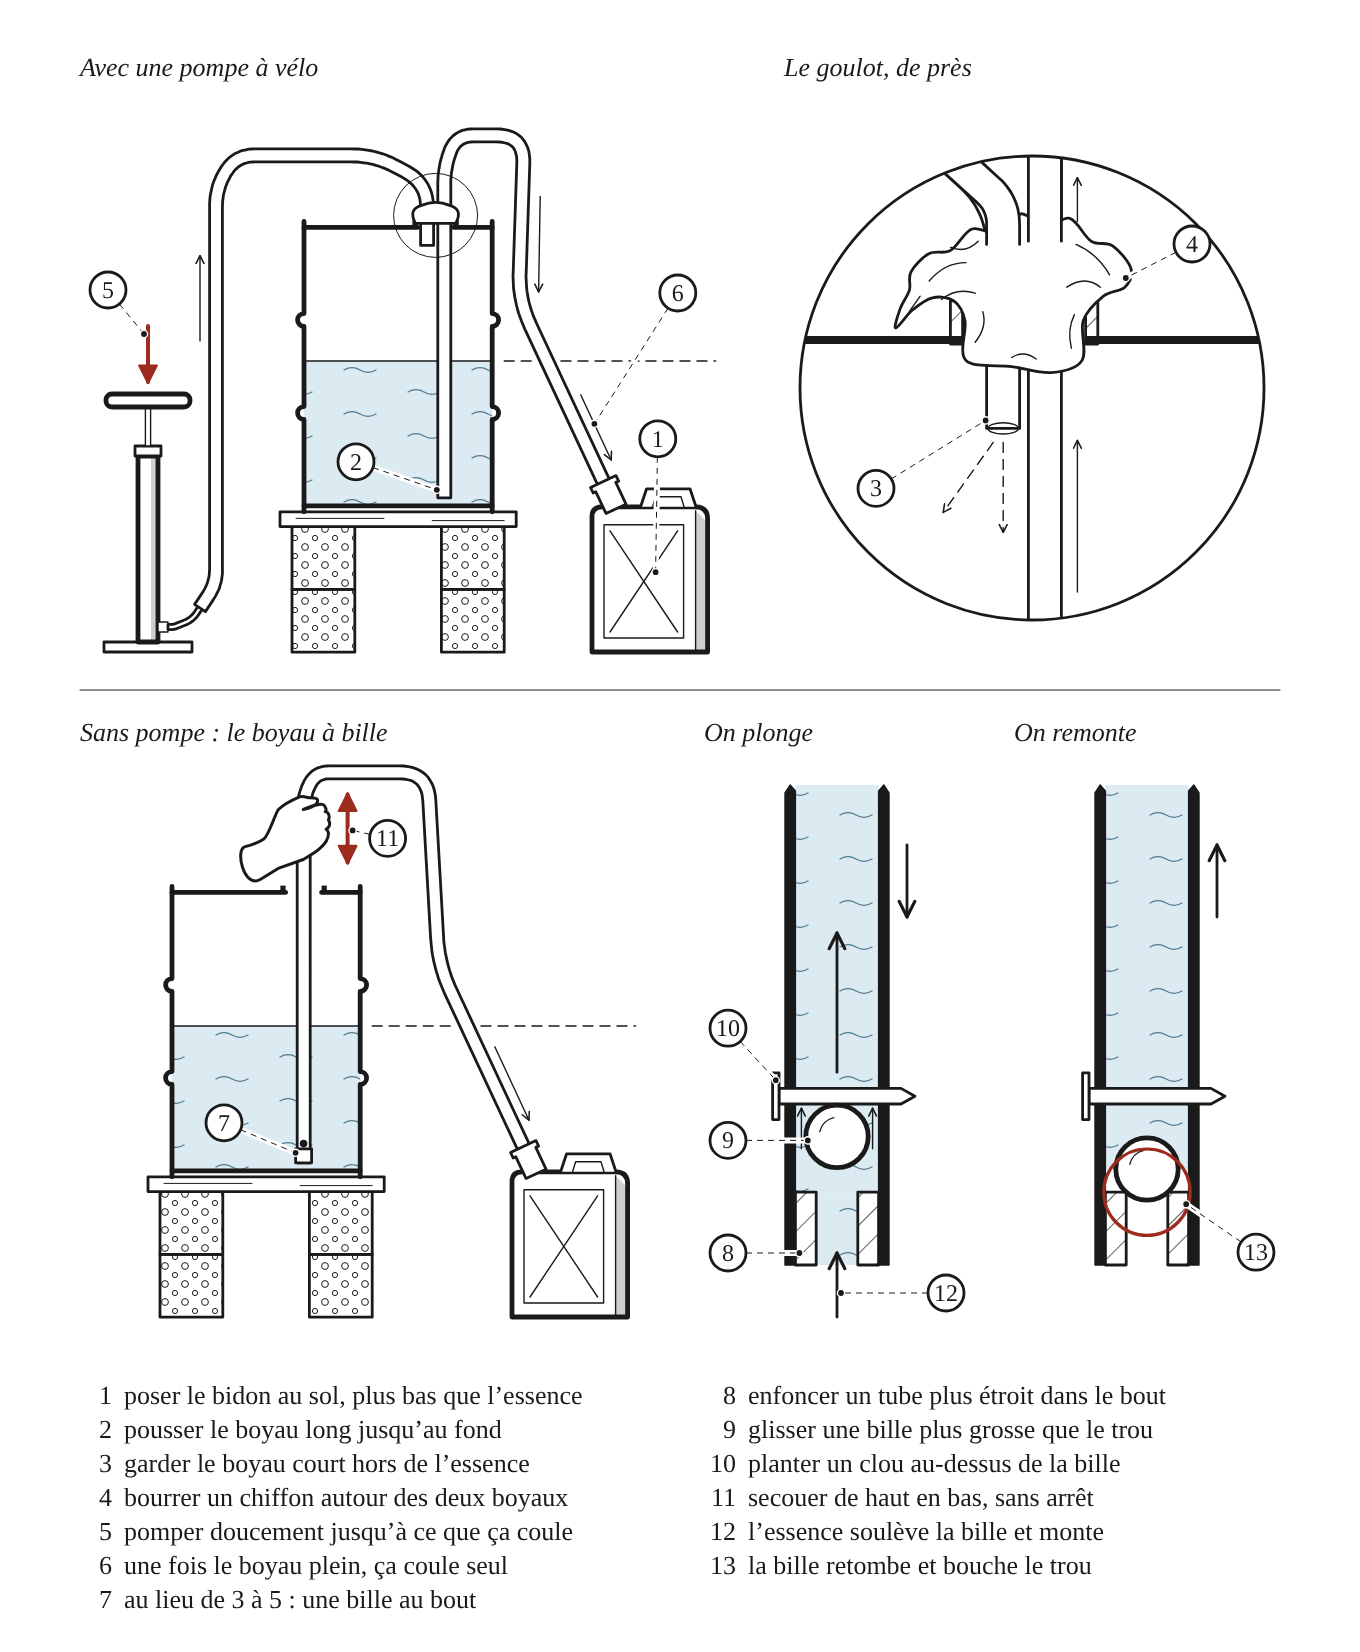 Avec une pompe à vélo
Le goulot, de près
5
6
4
1
2
3
Sans pompe : le boyau à bille
On plonge
On remonte
11
10
7
9
8
13
12
1 poser le bidon au sol, plus bas que l’essence
2 pousser le boyau long jusqu’au fond
3 garder le boyau court hors de l’essence
4 bourrer un chiffon autour des deux boyaux
5 pomper doucement jusqu’à ce que ça coule
6 une fois le boyau plein, ça coule seul
7 au lieu de 3 à 5 : une bille au bout
8 enfoncer un tube plus étroit dans le bout
9 glisser une bille plus grosse que le trou
10 planter un clou au-dessus de la bille
11 secouer de haut en bas, sans arrêt
12 l’essence soulève la bille et monte
13 la bille retombe et bouche le trou